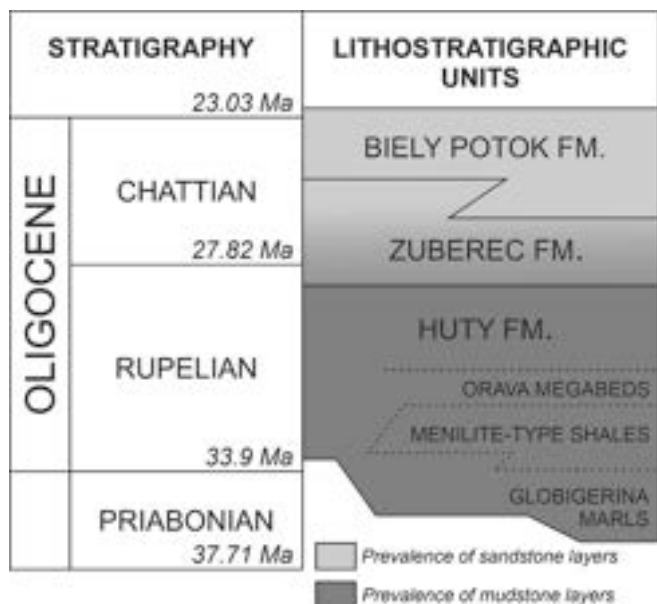 STRATIGRAPHY
23.03 Ma
LITHOSTRATIGRAPHIC
UNITS
OLIGOCENE
CHATTIAN
27.82 Ma
RUPELIAN
33.9 Ma
PRIABONIAN
37.71 Ma
BIELY POTOK FM.
ZUBEREC FM.
HUTY FM.
ORAVA MEGABEDS
MENILITE-TYPE SHALES
GLOBIGERINA
MARLS
Prevalence of sandstone layers
Prevalence of mudstone layers